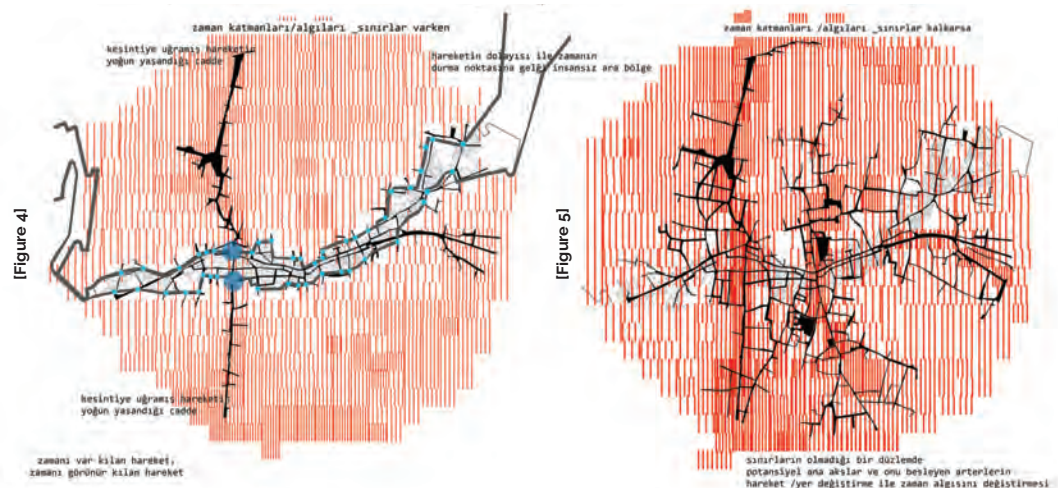 [Figure 4]
zaman katmanları/algıları _sınırlar varken
kesintiye uğramış hareketin
yoğun yaşandığı cadde
hareketin dolayısı ile zamanın
durma noktasına gelği insansız ara bölge
kesintiye uğramış hareketin
yoğun yaşandığı cadde
zamanı var kılan hareket,
zamanı görünür kılan hareket
[Figure 5]
zaman katmanları /algıları _sınırlar kalkarsa
sınırların olmadığı bir düzlemde
potansiyel ana akslar ve onu besleyen arterlerin
hareket /yer değiştirme ile zaman algısını değiştirmesi